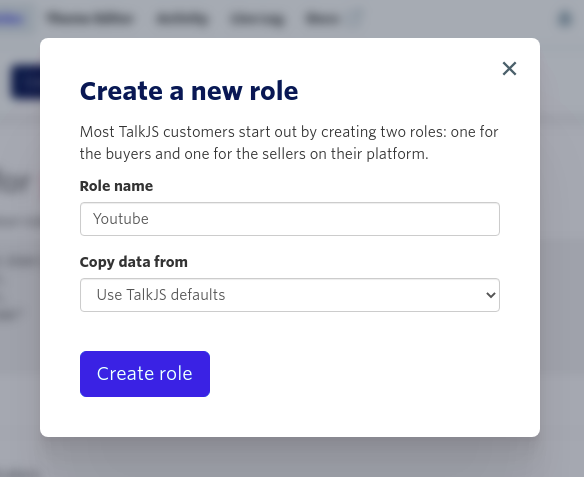 Theme Editor Activity Live Log Docs
Create a new role
Most TalkJS customers start out by creating two roles: one for
the buyers and one for the sellers on their platform.
Role name
Youtube
Copy data from
Use TalkJS defaults
Create role